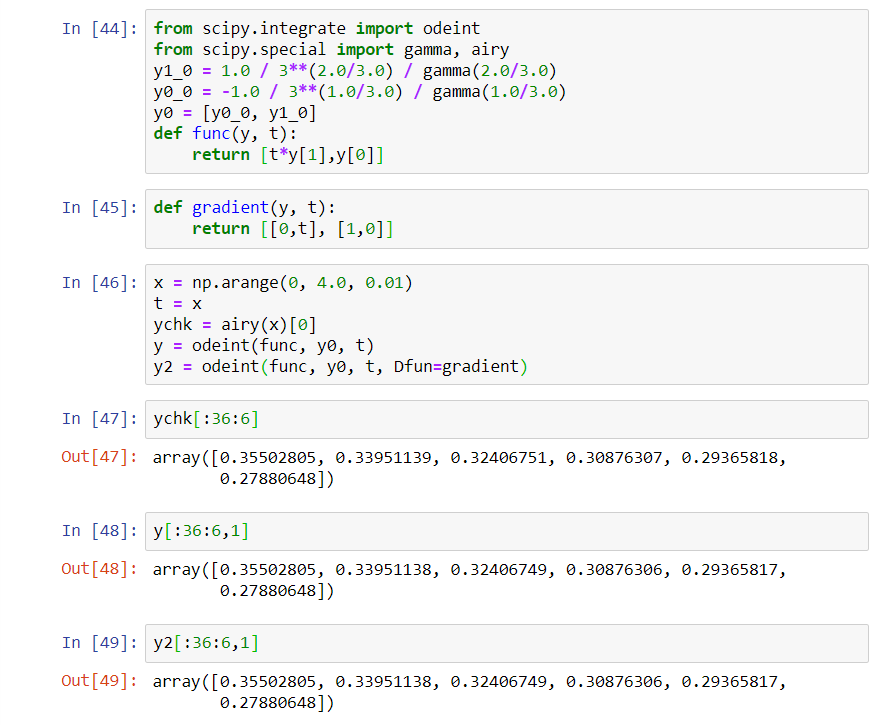 In [44]: from scipy.integrate import odeint
from scipy.special import gamma, airy
y1_0 = 1.0 / 3**(2.0/3.0) / gamma(2.0/3.0)
y0_0 = -1.0 / 3**(1.0/3.0) / gamma(1.0/3.0)
y0 = [y0_0, y1_0]
def func(y, t):
    return [t*y[1],y[0]]
In [45]: def gradient(y, t):
    return [[0,t], [1,0]]
In [46]: x = np.arange(0, 4.0, 0.01)
t = x
ychk = airy(x)[0]
y = odeint(func, y0, t)
y2 = odeint(func, y0, t, Dfun=gradient)
In [47]: ychk[:36:6]
Out[47]: array([0.35502805, 0.33951139, 0.32406751, 0.30876307, 0.29365818,
       0.27880648])
In [48]: y[:36:6,1]
Out[48]: array([0.35502805, 0.33951138, 0.32406749, 0.30876306, 0.29365817,
       0.27880648])
In [49]: y2[:36:6,1]
Out[49]: array([0.35502805, 0.33951138, 0.32406749, 0.30876306, 0.29365817,
       0.27880648])